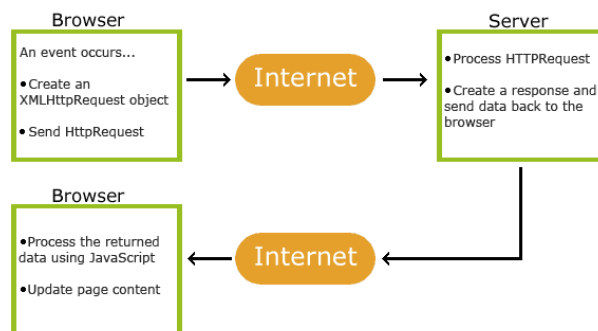 Browser
An event occurs...
•Create an
XMLHttpRequest object
•Send HttpRequest
Internet
Server
•Process HTTPRequest
•Create a response and
send data back to the
browser
Browser
•Process the returned
data using JavaScript
•Update page content
Internet